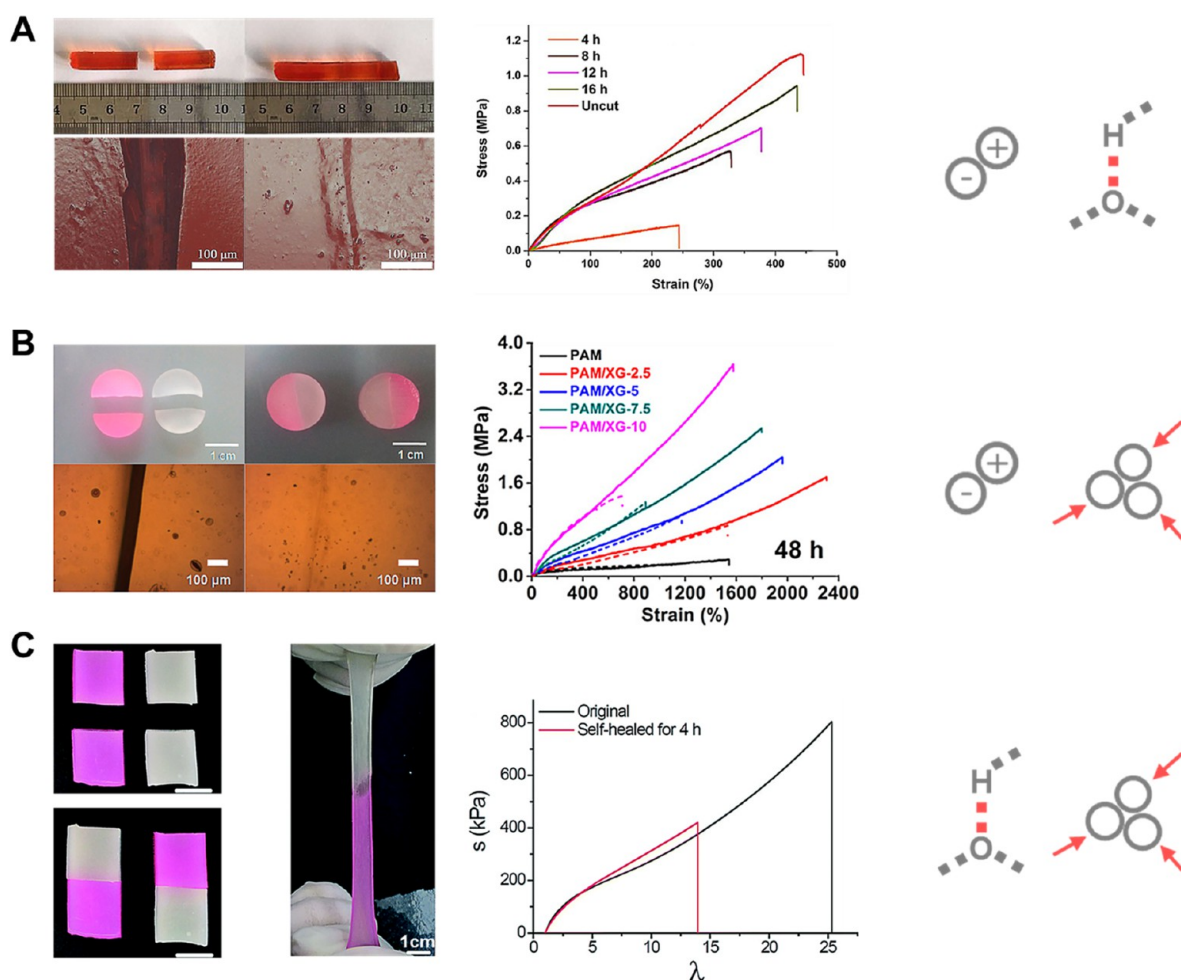 A
4 5 6 7 8 9 10
5 6 7 8 9 10 11
100 µm
100 µm
1.2
1.0
0.8
0.6
0.4
0.2
0.0
Stress (MPa)
4 h
8 h
12 h
16 h
Uncut
0 100 200 300 400 500
Strain (%)
- +
H
O
B
1 cm
1 cm
100 µm
100 µm
4.0
3.2
2.4
1.6
0.8
0.0
Stress (MPa)
PAM
PAM/XG-2.5
PAM/XG-5
PAM/XG-7.5
PAM/XG-10
48 h
0 400 800 1200 1600 2000 2400
Strain (%)
- +
C
1cm
800
600
400
200
0
s (kPa)
Original
Self-healed for 4 h
0 5 10 15 20 25
λ
H
O